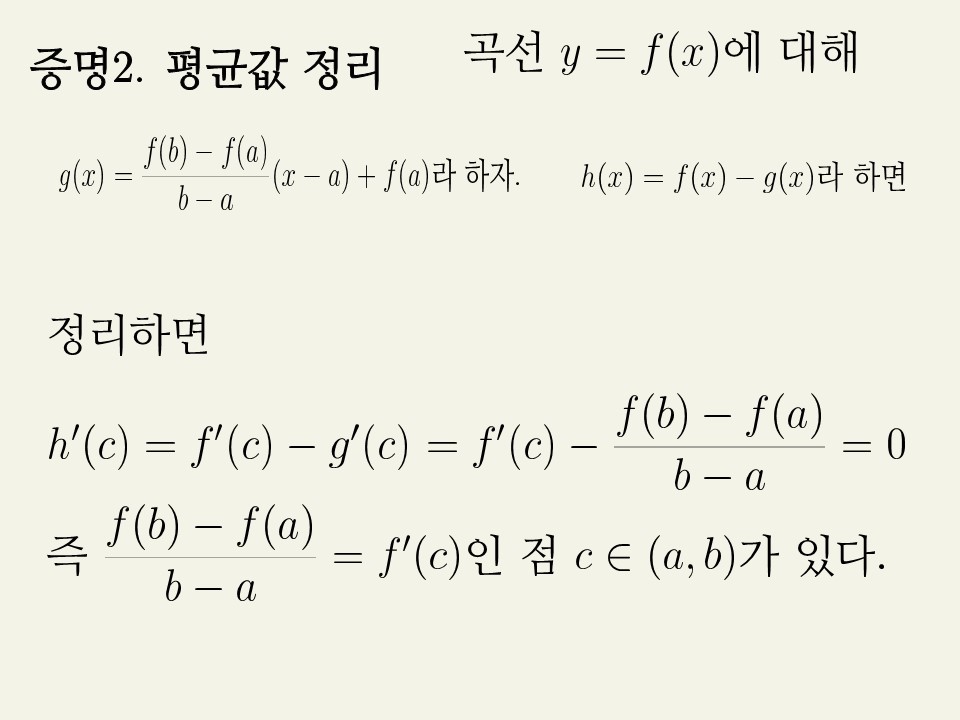 증명2. 평균값 정리 곡선 y = f(x)에 대해
g(x) = \frac{f(b) - f(a)}{b - a}(x - a) + f(a)라 하자. h(x) = f(x) - g(x)라 하면
정리하면
h'(c) = f'(c) - g'(c) = f'(c) - \frac{f(b) - f(a)}{b - a} = 0
즉 \frac{f(b) - f(a)}{b - a} = f'(c)인 점 c ∈ (a, b)가 있다.